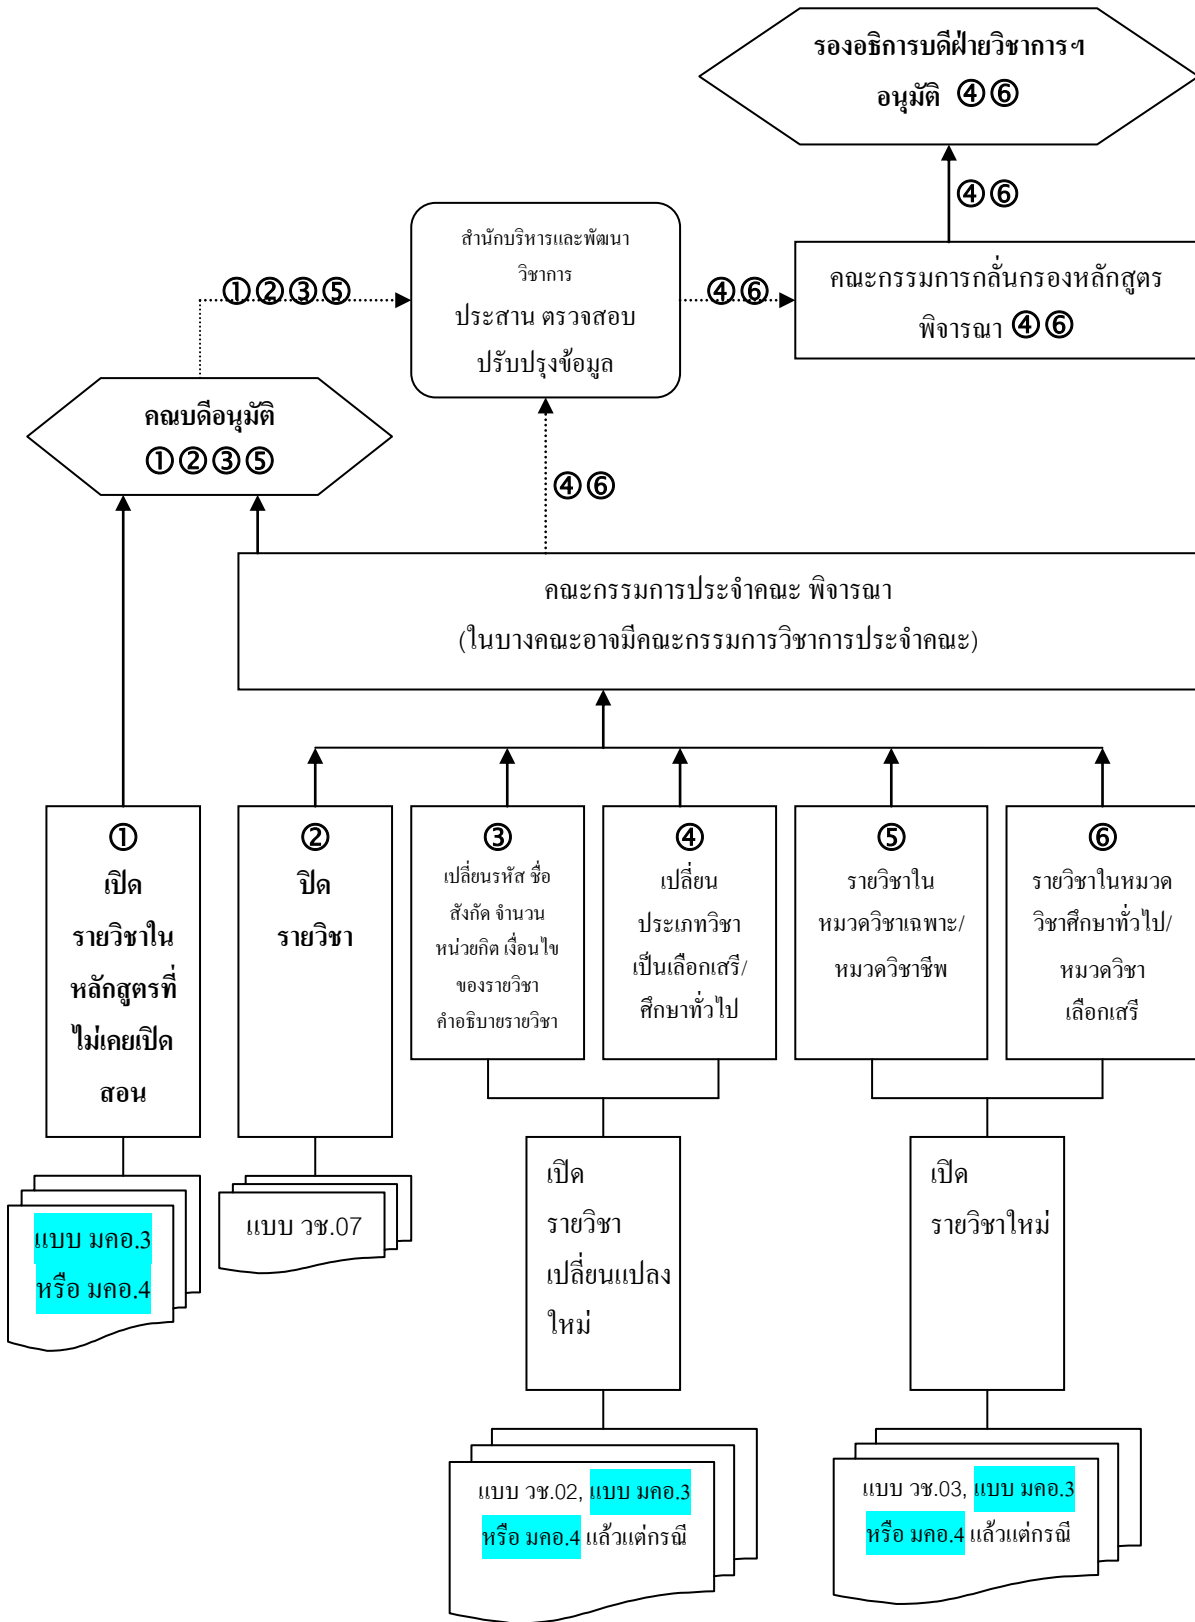 รองอธิการบดีฝ่ายวิชาการฯ
อนุมัติ ④⑥
④⑥
สำนักบริหารและพัฒนา
วิชาการ
ประสาน ตรวจสอบ
ปรับปรุงข้อมูล
①②③⑤
④⑥
คณะกรรมการกลั่นกรองหลักสูตร
พิจารณา ④⑥
คณบดีอนุมัติ
①②③⑤
④⑥
คณะกรรมการประจำคณะ พิจารณา
(ในบางคณะอาจมีคณะกรรมการวิชาการประจำคณะ)
①
เปิด
รายวิชาใน
หลักสูตรที่
ไม่เคยเปิด
สอน
②
ปิด
รายวิชา
③
เปลี่ยนรหัส ชื่อ
สังกัด จำนวน
หน่วยกิต เงื่อนไข
ของรายวิชา
คำอธิบายรายวิชา
④
เปลี่ยน
ประเภทวิชา
เป็นเลือกเสรี/
ศึกษาทั่วไป
⑤
รายวิชาใน
หมวดวิชาเฉพาะ/
หมวดวิชาชีพ
⑥
รายวิชาในหมวด
วิชาศึกษาทั่วไป/
หมวดวิชา
เลือกเสรี
แบบ มคอ.3
หรือ มคอ.4
แบบ วช.07
เปิด
รายวิชา
เปลี่ยนแปลง
ใหม่
เปิด
รายวิชาใหม่
แบบ วช.02, แบบ มคอ.3
หรือ มคอ.4 แล้วแต่กรณี
แบบ วช.03, แบบ มคอ.3
หรือ มคอ.4 แล้วแต่กรณี